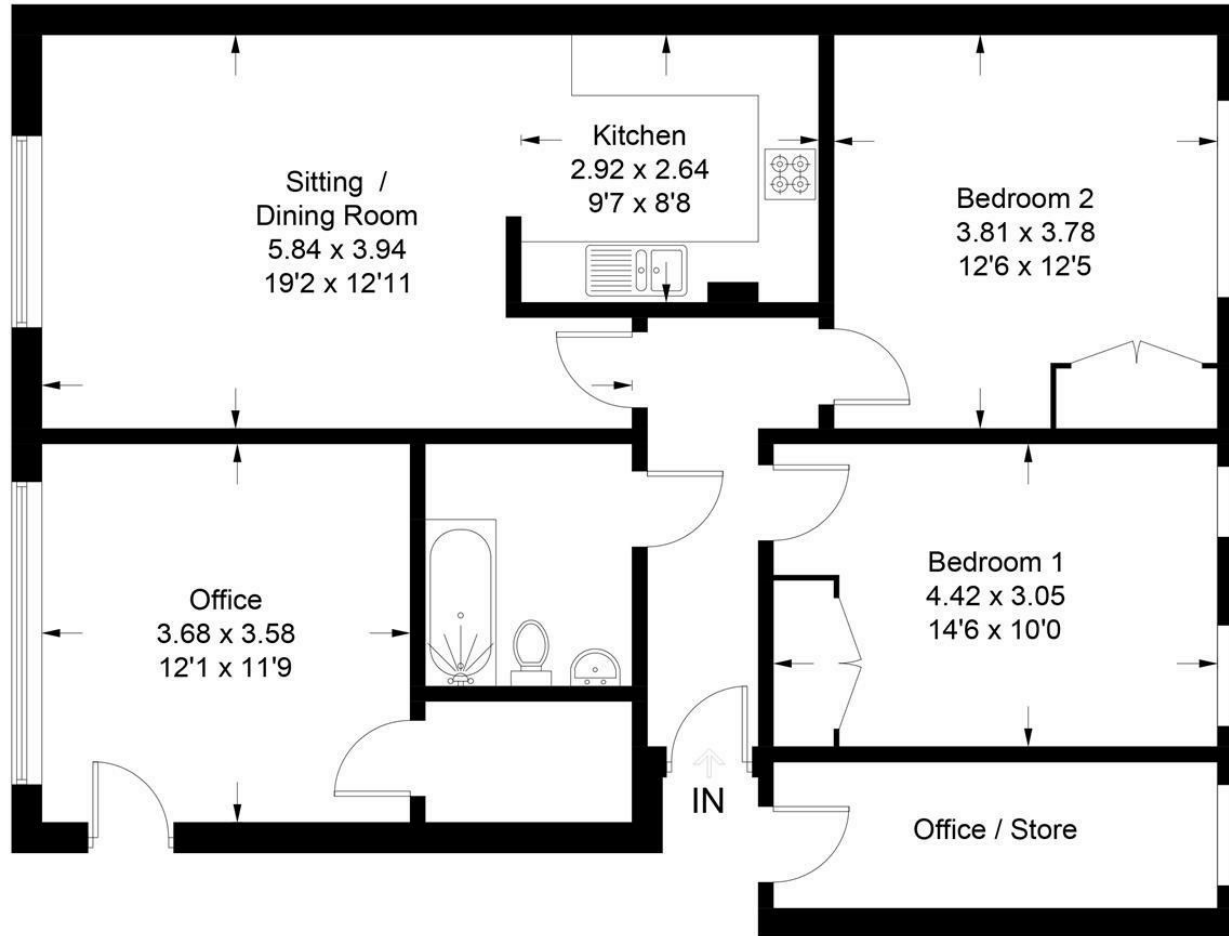 Kitchen
2.92 x 2.64
9'7 x 8'8
Sitting /
Dining Room
5.84 x 3.94
19'2 x 12'11
Bedroom 2
3.81 x 3.78
12'6 x 12'5
Office
3.68 x 3.58
12'1 x 11'9
Bedroom 1
4.42 x 3.05
14'6 x 10'0
IN
Office / Store